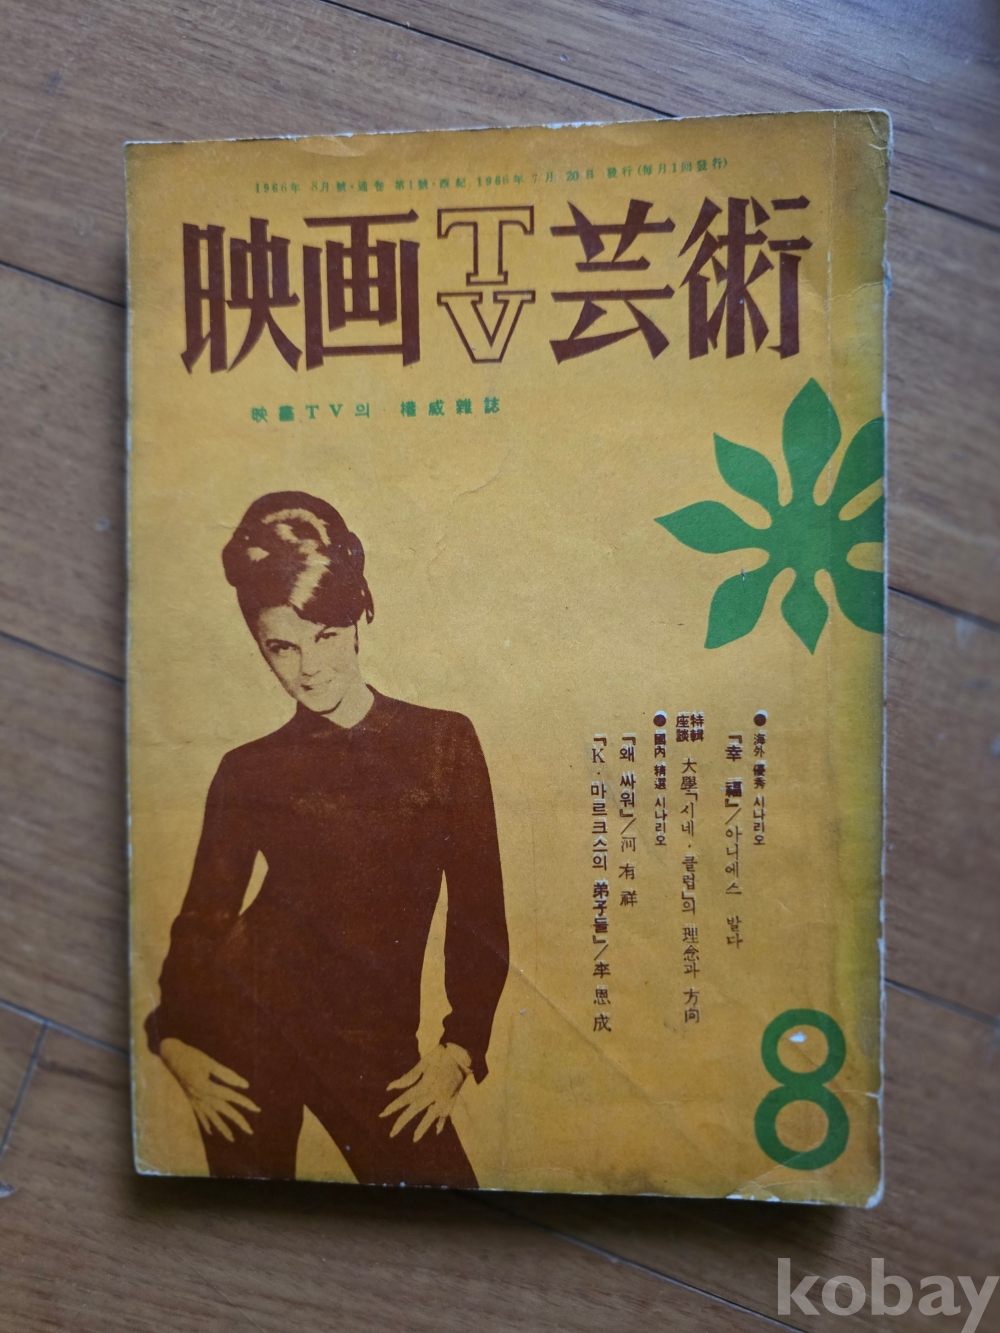 1966年 8月 號·通卷 第1號·西紀 1966年 7月 20日 發行 (每月1回發行)
映画TV芸術
映畵TV의 權威雜誌
● 海外 優秀 시나리오
『幸 福』/아니에스 발다
特輯座談 大學『시네·클럽』의 理念과 方向
● 國內 精選 시나리오
『왜 싸워』/河有祥
『K·마르크스의 弟子들』/李恩成
8
kobay